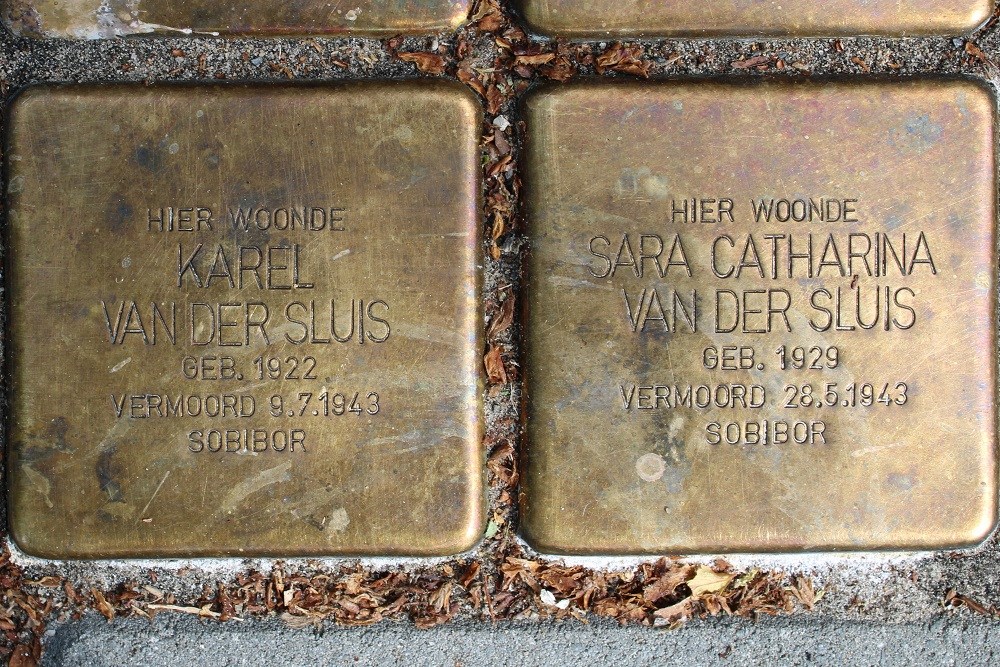 HIER WOONDE
KAREL
VAN DER SLUIS
GEB. 1922
VERMOORD 9.7.1943
SOBIBOR
HIER WOONDE
SARA CATHARINA
VAN DER SLUIS
GEB. 1929
VERMOORD 28.5.1943
SOBIBOR